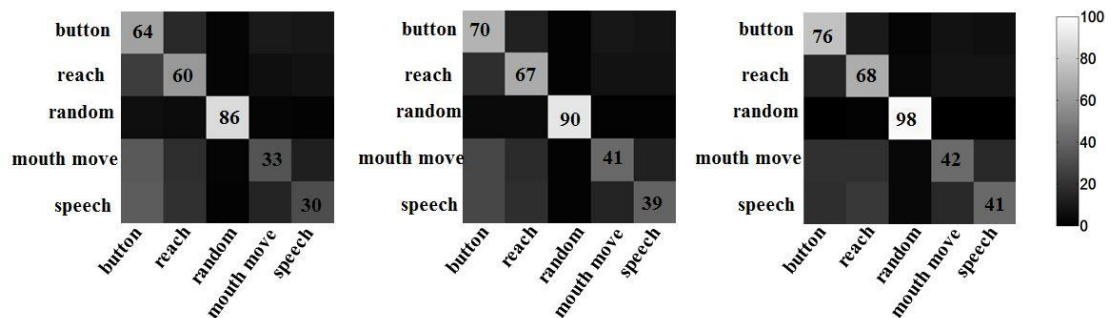 button
reach
random
mouth move
speech
64
60
86
33
30
button
reach
random
mouth move
speech
button
reach
random
mouth move
speech
70
67
90
41
39
button
reach
random
mouth move
speech
button
reach
random
mouth move
speech
76
68
98
42
41
button
reach
random
mouth move
speech
100
80
60
40
20
0